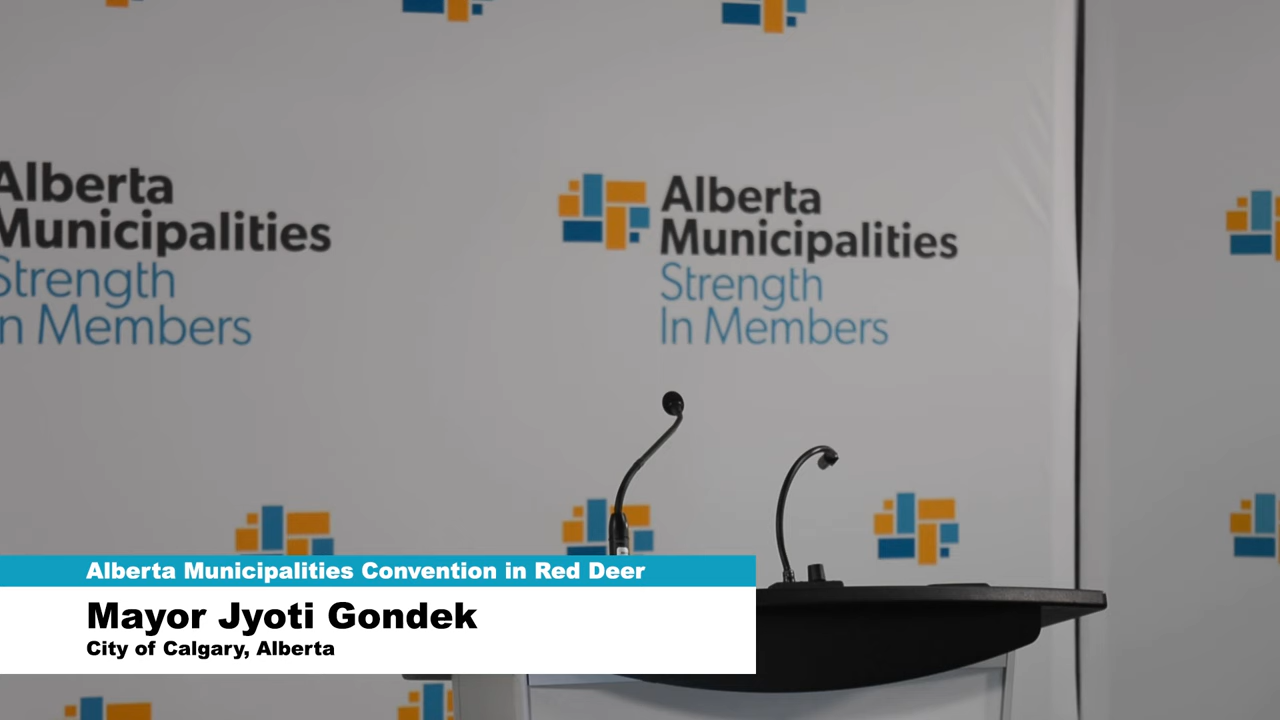 Alberta
Municipalities
Strength
In Members
Alberta
Municipalities
Strength
In Members
Alberta Municipalities Convention in Red Deer
Mayor Jyoti Gondek
City of Calgary, Alberta